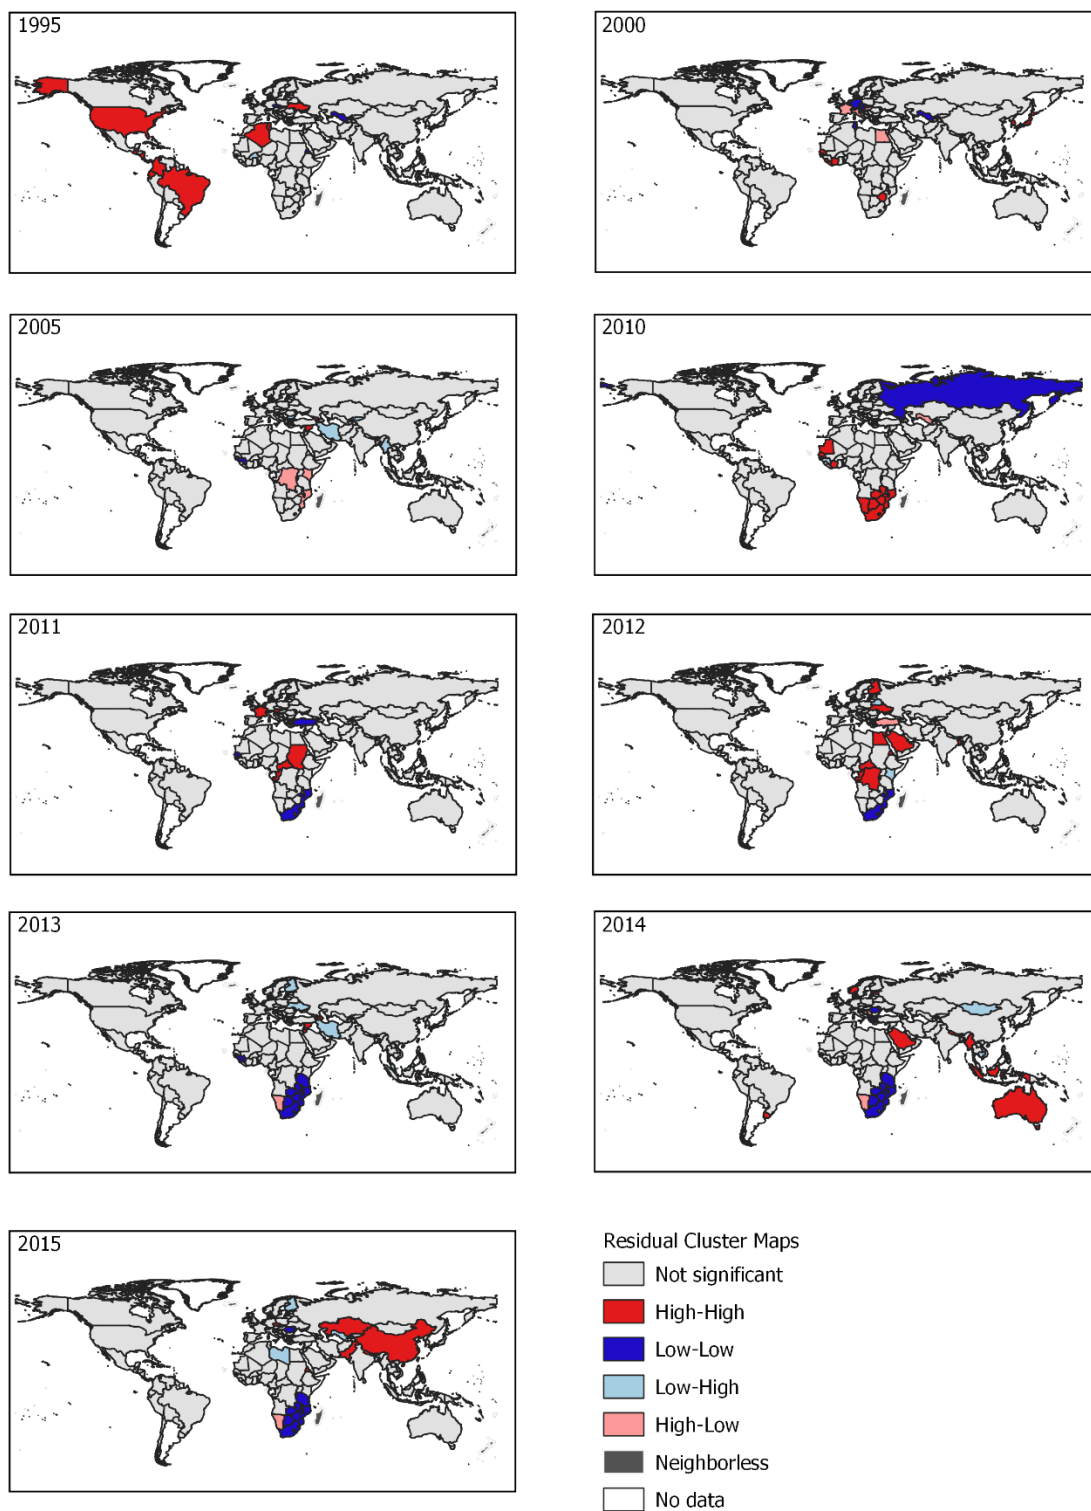 1995
2000
2005
2010
2011
2012
2013
2014
2015
Residual Cluster Maps
Not significant
High-High
Low-Low
Low-High
High-Low
Neighborless
No data